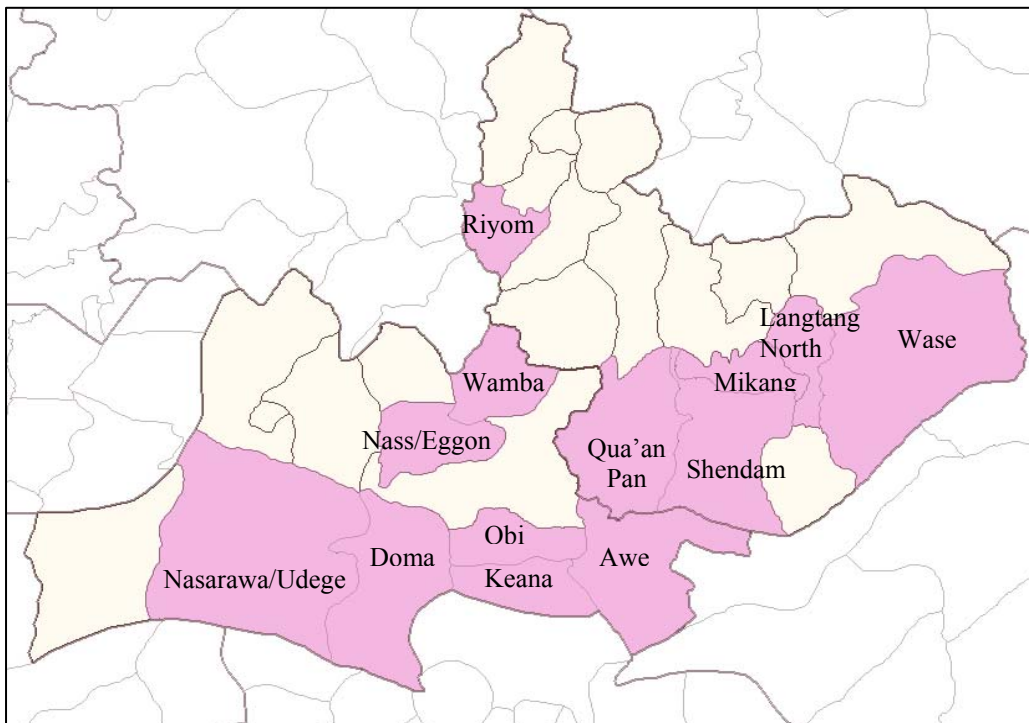 Riyom
Langtang
North
Wase
Wamba
Mikang
Nass/Eggon
Qua’an
Pan
Shendam
Obi
Doma
Awe
Nasarawa/Udege
Keana